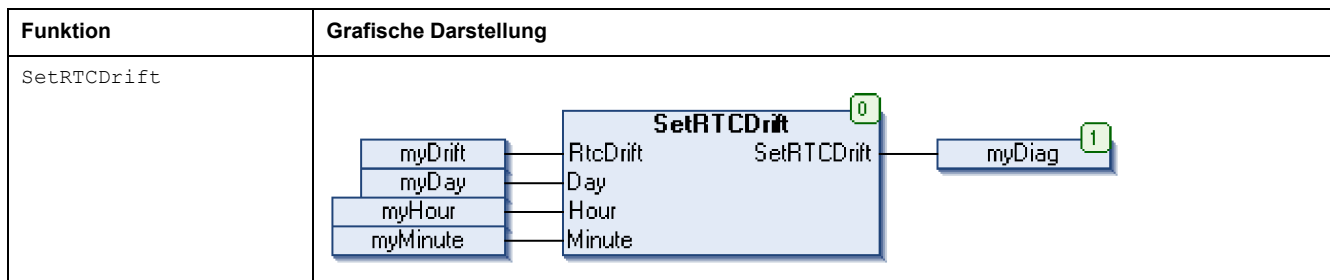 Funktion Grafische Darstellung
SetRTCDrift
0
SetRTCDrift
1
myDrift RtcDrift SetRTCDrift myDiag
myDay Day
myHour Hour
myMinute Minute